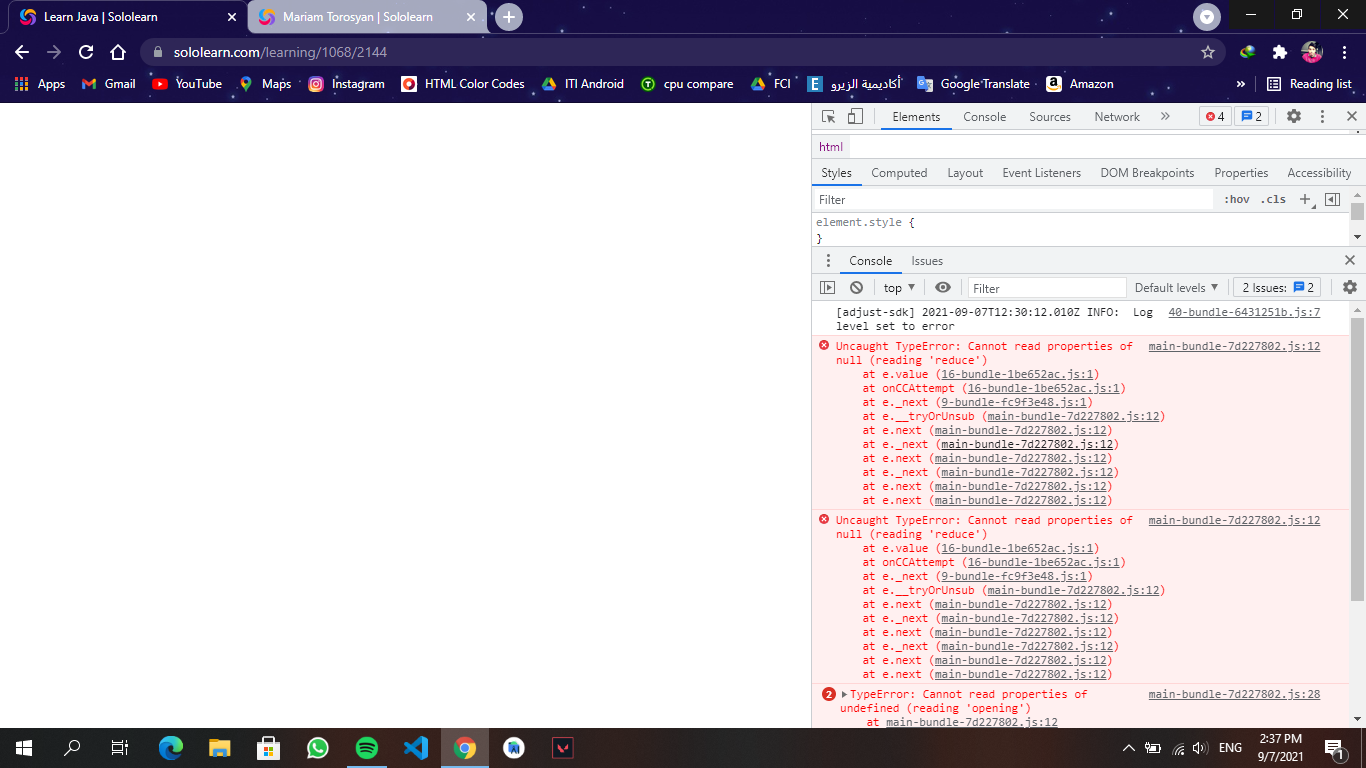 Learn Java | Sololearn
Mariam Torosyan | Sololearn
sololearn.com/learning/1068/2144
Apps Gmail YouTube Maps Instagram HTML Color Codes ITI Android cpu compare FCI أكاديمية الزيرو Google Translate Amazon » Reading list
Elements Console Sources Network » 4 2
html
Styles Computed Layout Event Listeners DOM Breakpoints Properties Accessibility
Filter :hov .cls
element.style {
}
Console Issues
top Filter Default levels 2 Issues: 2
[adjust-sdk] 2021-09-07T12:30:12.010Z INFO: Log 40-bundle-6431251b.js:7
level set to error
Uncaught TypeError: Cannot read properties of main-bundle-7d227802.js:12
null (reading 'reduce')
at e.value (16-bundle-1be652ac.js:1)
at onCCAttempt (16-bundle-1be652ac.js:1)
at e._next (9-bundle-fc9f3e48.js:1)
at e.__tryOrUnsub (main-bundle-7d227802.js:12)
at e.next (main-bundle-7d227802.js:12)
at e._next (main-bundle-7d227802.js:12)
at e.next (main-bundle-7d227802.js:12)
at e._next (main-bundle-7d227802.js:12)
at e.next (main-bundle-7d227802.js:12)
at e.next (main-bundle-7d227802.js:12)
Uncaught TypeError: Cannot read properties of main-bundle-7d227802.js:12
null (reading 'reduce')
at e.value (16-bundle-1be652ac.js:1)
at onCCAttempt (16-bundle-1be652ac.js:1)
at e._next (9-bundle-fc9f3e48.js:1)
at e.__tryOrUnsub (main-bundle-7d227802.js:12)
at e.next (main-bundle-7d227802.js:12)
at e._next (main-bundle-7d227802.js:12)
at e.next (main-bundle-7d227802.js:12)
at e._next (main-bundle-7d227802.js:12)
at e.next (main-bundle-7d227802.js:12)
at e.next (main-bundle-7d227802.js:12)
2 TypeError: Cannot read properties of main-bundle-7d227802.js:28
undefined (reading 'opening')
at main-bundle-7d227802.js:12
ENG 2:37 PM 1
9/7/2021